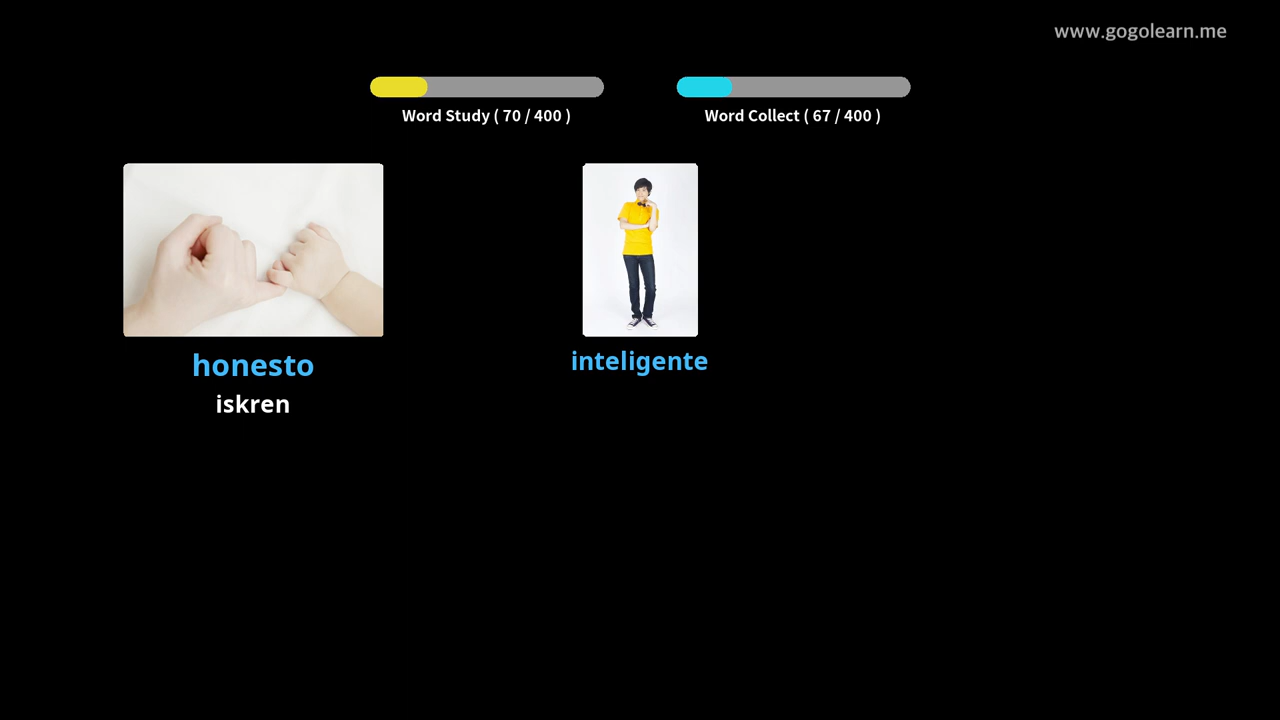 www.gogolearn.me
Word Study ( 70 / 400 )
Word Collect ( 67 / 400 )
honesto
iskren
inteligente